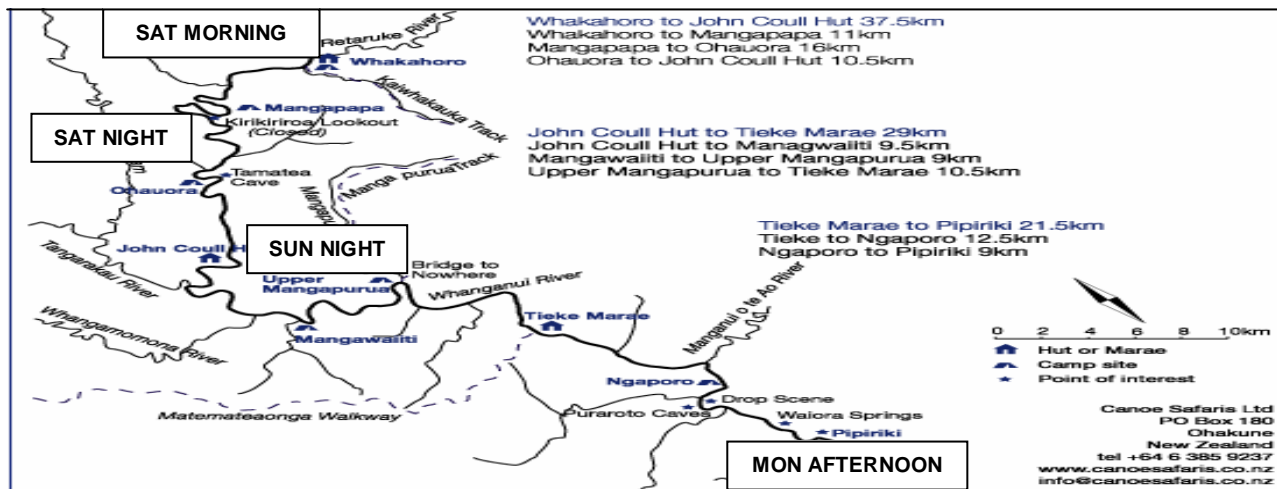 SAT MORNING
Retaruke River
Whakahoro
Kaiwhakauka Track
Mangapapa
Kirikiriroa Lookout
(Closed)
SAT NIGHT
Tamatea
Cave
Ohauora
Manga puruaTrack
Mangapu
John Coull H
SUN NIGHT
Tangarakau River
Bridge to
Nowhere
Upper
Mangapurua
Whanganui River
Whangamomona River
Mangawaiiti
Tieke Marae
Manganui o te Ao River
Matemateaonga Walkway
Ngaporo
Drop Scene
Puraroto Caves
Waiora Springs
Pipiriki
MON AFTERNOON
Whakahoro to John Coull Hut 37.5km
Whakahoro to Mangapapa 11km
Mangapapa to Ohauora 16km
Ohauora to John Coull Hut 10.5km
John Coull Hut to Tieke Marae 29km
John Coull Hut to Managwaiiti 9.5km
Mangawaiiti to Upper Mangapurua 9km
Upper Mangapurua to Tieke Marae 10.5km
Tieke Marae to Pipiriki 21.5km
Tieke to Ngaporo 12.5km
Ngaporo to Pipiriki 9km
0 2 4 6 8 10km
Hut or Marae
Camp site
Point of interest
Canoe Safaris Ltd
PO Box 180
Ohakune
New Zealand
tel +64 6 385 9237
www.canoesafaris.co.nz
info@canoesafaris.co.nz